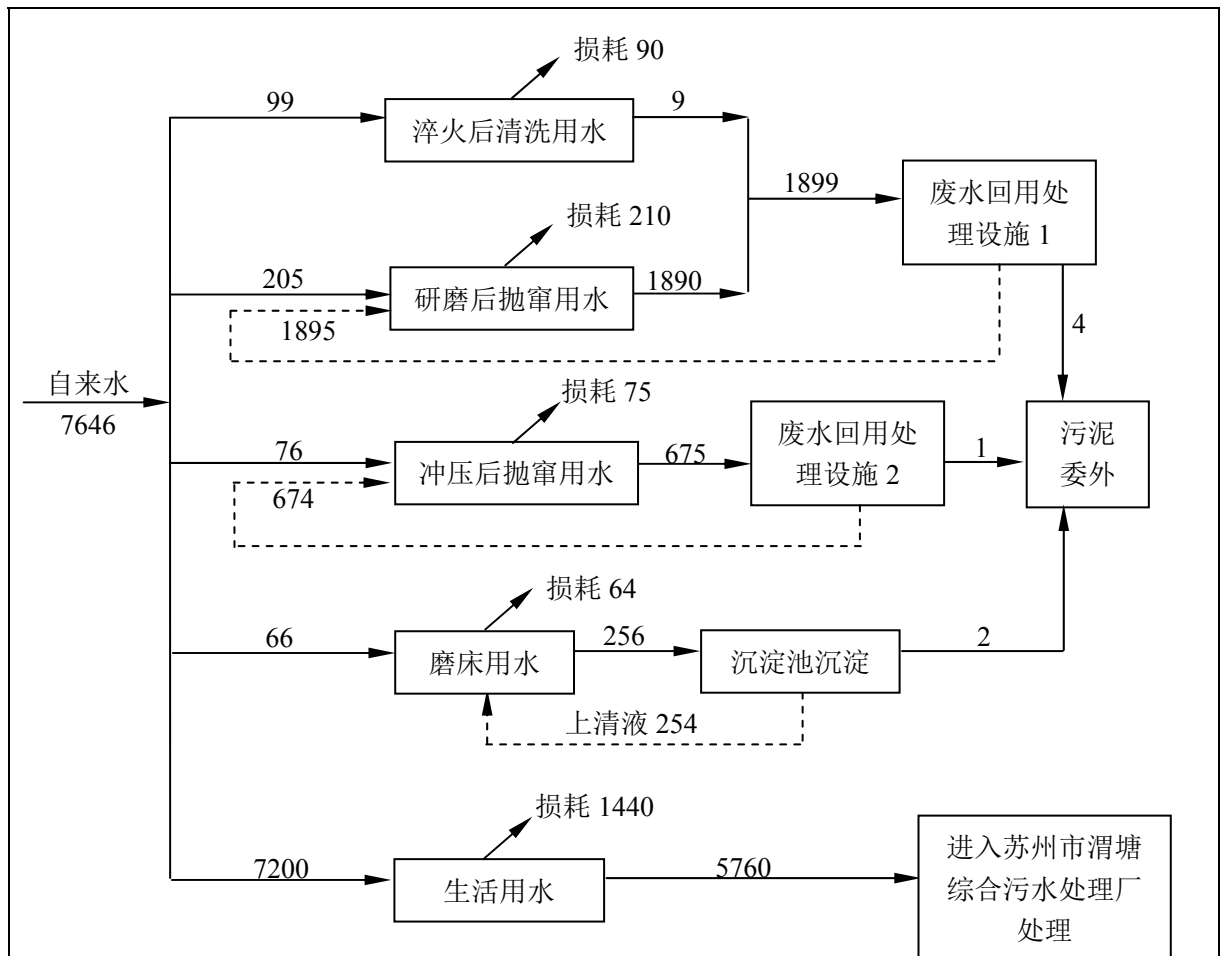 损耗 90
99
淬火后清洗用水
9
1899
废水回用处
理设施 1
损耗 210
205
研磨后抛窜用水
1890
1895
4
自来水
7646
损耗 75
76
冲压后抛窜用水
675
废水回用处
理设施 2
1
污泥
委外
674
损耗 64
66
磨床用水
256
沉淀池沉淀
2
上清液 254
损耗 1440
7200
生活用水
5760
进入苏州市渭塘
综合污水处理厂
处理